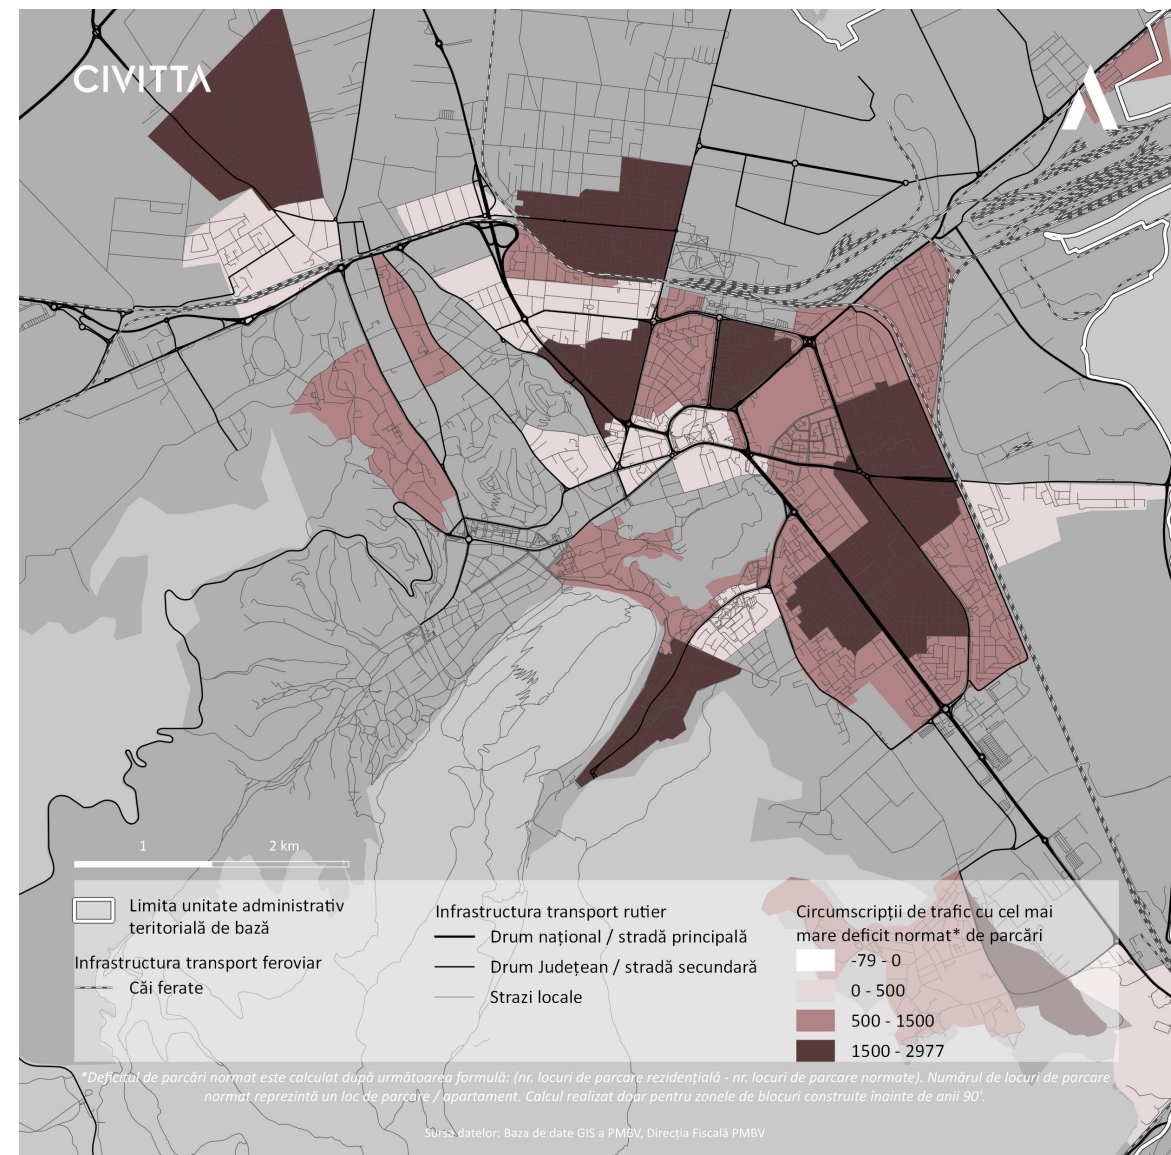 CIVITTA
1
2 km
Limita unitate administrativ
teritorială de bază
Infrastructura transport feroviar
Căi ferate
Infrastructura transport rutier
Drum național / stradă principală
Drum Județean / stradă secundară
Strazi locale
Circumscripții de trafic cu cel mai
mare deficit normat* de parcări
-79 - 0
0 - 500
500 - 1500
1500 - 2977
*Deficitul de parcări normat este calculat după următoarea formulă: (nr. locuri de parcare rezidențială - nr. locuri de parcare normate). Numărul de locuri de parcare
normat reprezintă un loc de parcare / apartament. Calcul realizat doar pentru zonele de blocuri construite înainte de anii 90'.
Sursa datelor: Baza de date GIS a PMBV, Direcția Fiscală PMBV